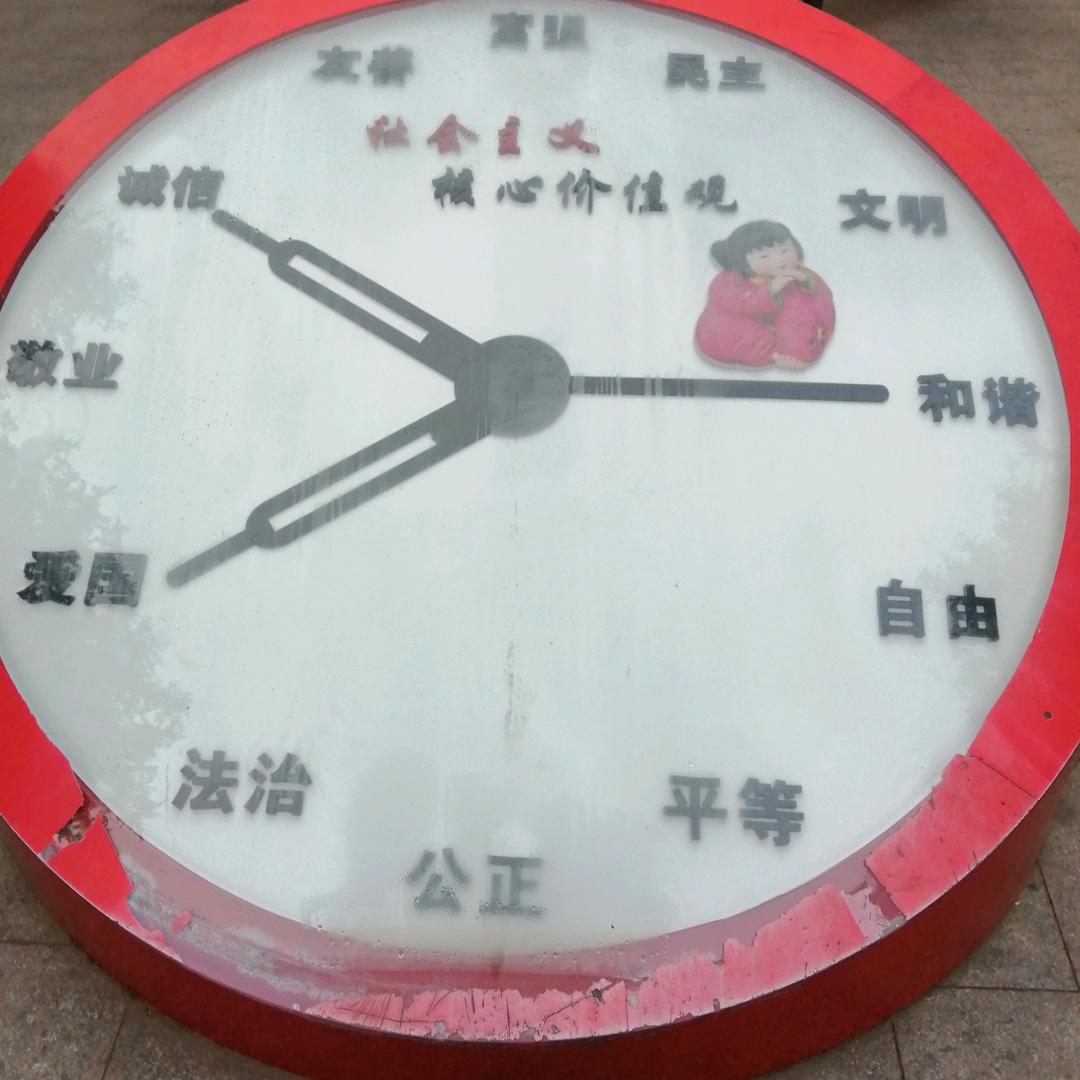 富强
友善
民主
社会主义
核心价值观
诚信
文明
敬业
和谐
爱国
自由
法治
平等
公正